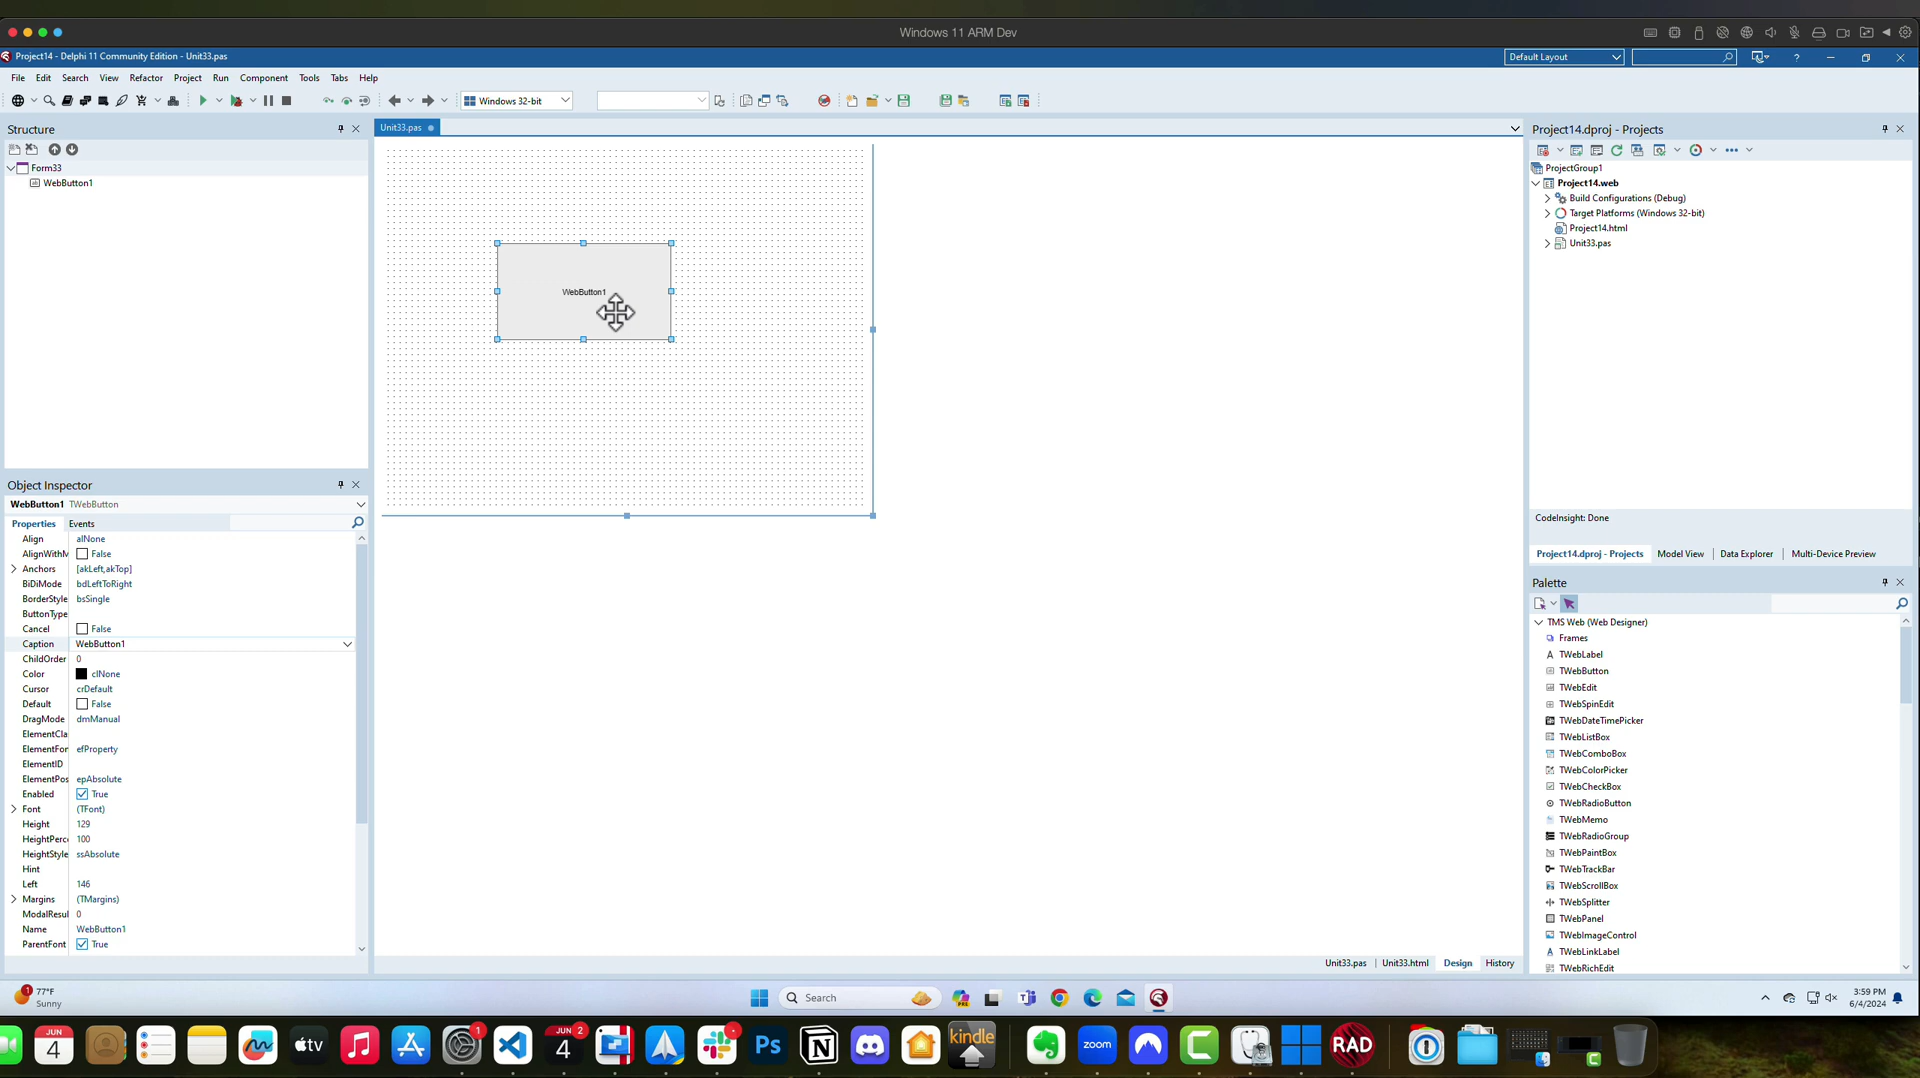 Windows 11 ARM Dev
Project14 - Delphi 11 Community Edition - Unit33.pas
Default Layout
?
File Edit Search View Refactor Project Run Component Tools Tabs Help
Windows 32-bit
Structure
Form33
WebButton1
Unit33.pas
WebButton1
Project14.dproj - Projects
ProjectGroup1
Project14.web
Build Configurations (Debug)
Target Platforms (Windows 32-bit)
Project14.html
Unit33.pas
CodeInsight: Done
Project14.dproj - Projects Model View Data Explorer Multi-Device Preview
Object Inspector
WebButton1 TWebButton
Properties Events
Align alNone
AlignWithM False
Anchors [akLeft,akTop]
BiDiMode bdLeftToRight
BorderStyle bsSingle
ButtonType
Cancel False
Caption WebButton1
ChildOrder 0
Color clNone
Cursor crDefault
Default False
DragMode dmManual
ElementCla
ElementFon efProperty
ElementID
ElementPos epAbsolute
Enabled True
Font (TFont)
Height 129
HeightPerce 100
HeightStyle ssAbsolute
Hint
Left 146
Margins (TMargins)
ModalResul 0
Name WebButton1
ParentFont True
Palette
TMS Web (Web Designer)
Frames
TWebLabel
TWebButton
TWebEdit
TWebSpinEdit
TWebDateTimePicker
TWebListBox
TWebComboBox
TWebColorPicker
TWebCheckBox
TWebRadioButton
TWebMemo
TWebRadioGroup
TWebPaintBox
TWebTrackBar
TWebScrollBox
TWebSplitter
TWebPanel
TWebImageControl
TWebLinkLabel
TWebRichEdit
Unit33.pas Unit33.html Design History
1
77°F
Sunny
Search
PRE
3:59 PM
6/4/2024
JUN
4
tv
1
JUN
4
2
Ps
kindle
zoom
RAD